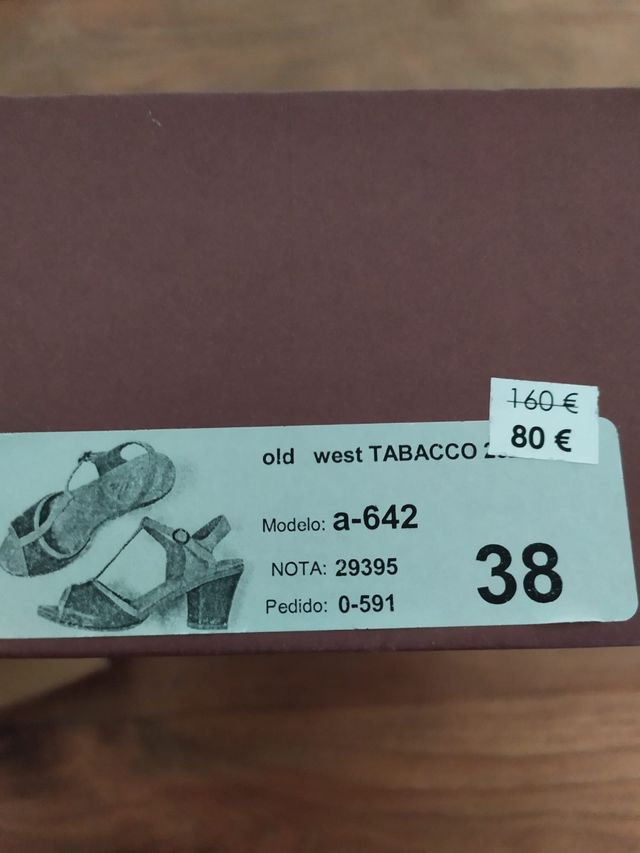 160 €
80 €
old west TABACCO
Modelo: a-642
NOTA: 29395
Pedido: 0-591
38